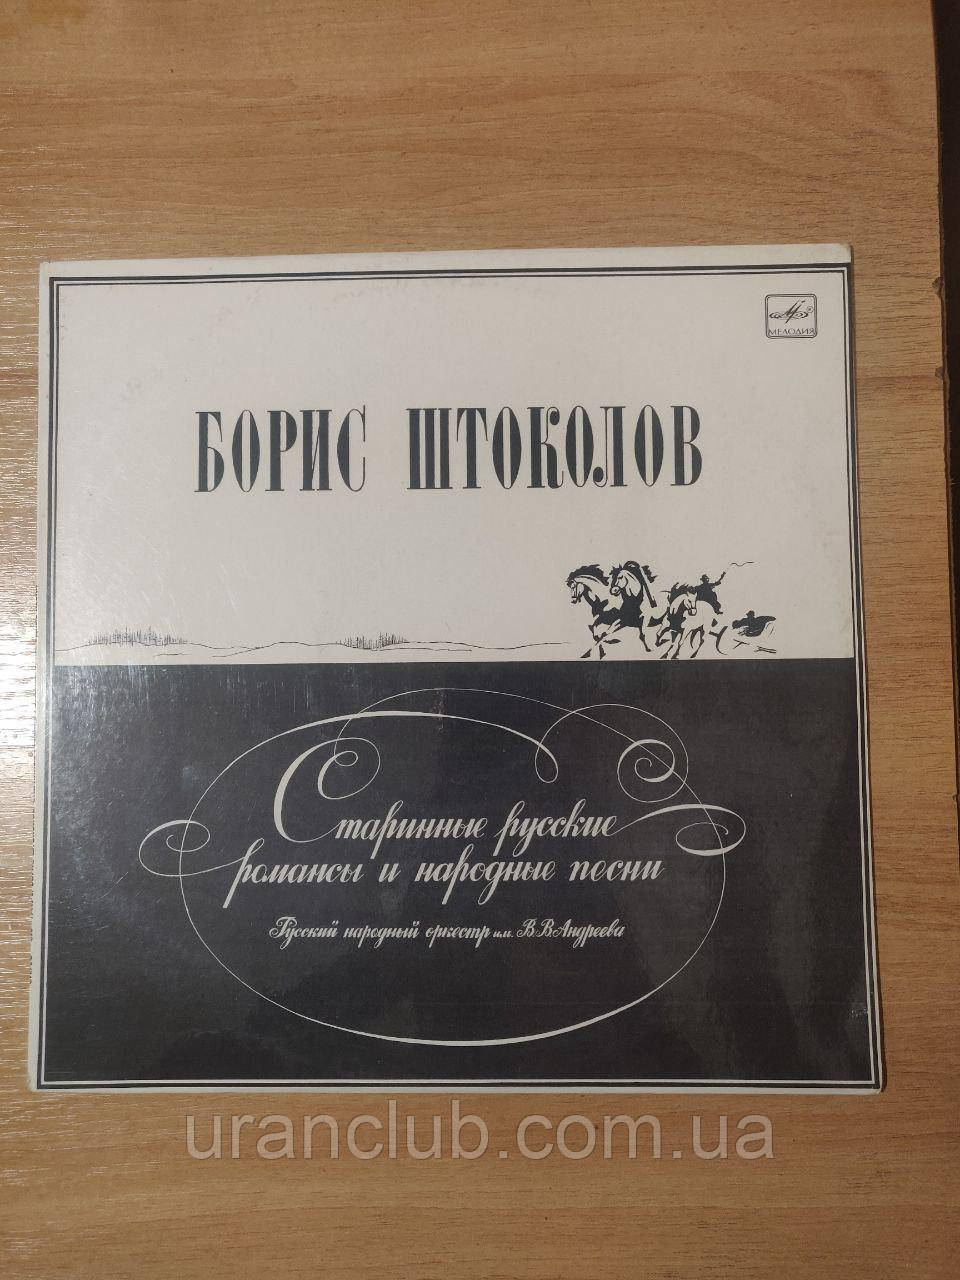 МЕЛОДИЯ
БОРИС ШТОКОЛОВ
Старинные русские
романсы и народные песни
Русский народный оркестр им. В.В.Андреева
uranclub.com.ua